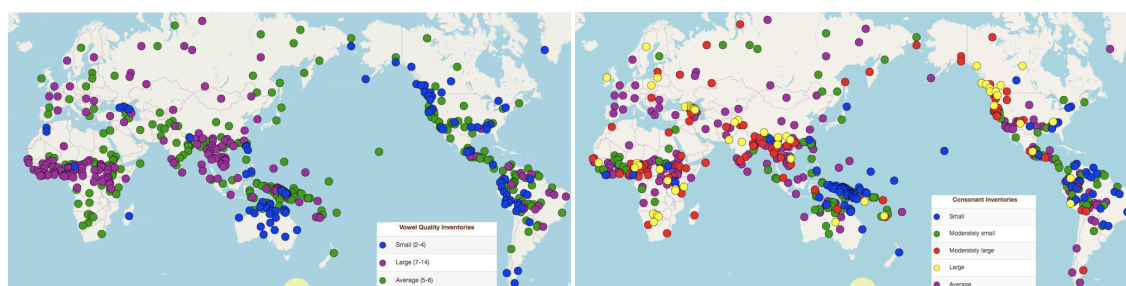 Vowel Quality Inventories
Small (2-4)
Large (7-14)
Average (5-6)
Consonant Inventories
Small
Moderately small
Moderately large
Large
Average